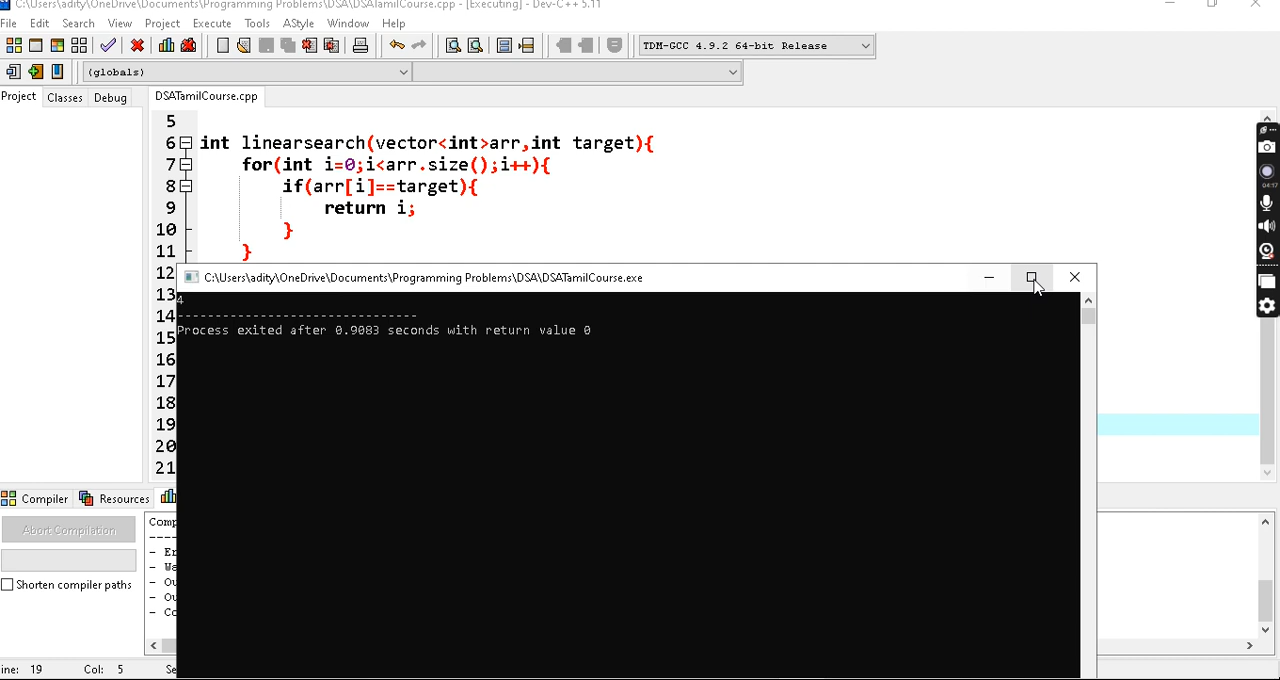 C:\Users\adity\OneDrive\Documents\Programming Problems\DSA\DSATamilCourse.cpp - [Executing] - Dev-C++ 5.11
File Edit Search View Project Execute Tools AStyle Window Help
TDM-GCC 4.9.2 64-bit Release
(globals)
Project Classes Debug DSATamilCourse.cpp
5
6 int linearsearch(vector<int>arr,int target){
7 for(int i=0;i<arr.size();i++){
8 if(arr[i]==target){
9 return i;
10 }
11 }
12 C:\Users\adity\OneDrive\Documents\Programming Problems\DSA\DSATamilCourse.exe
13 4
14 --------------------------------
15 Process exited after 0.9083 seconds with return value 0
16
17
18
19
20
21
04:17
Compiler Resources
Abort Compilation
Shorten compiler paths
ine: 19 Col: 5